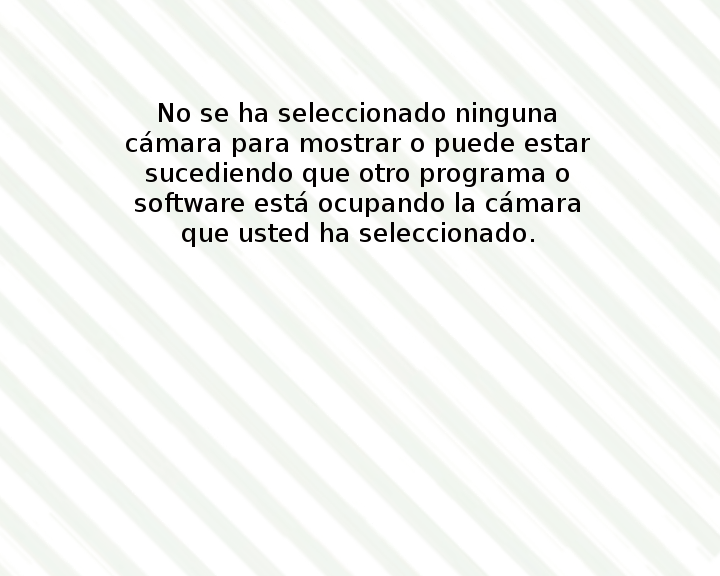 No se ha seleccionado ninguna
cámara para mostrar o puede estar
sucediendo que otro programa o
software está ocupando la cámara
que usted ha seleccionado.